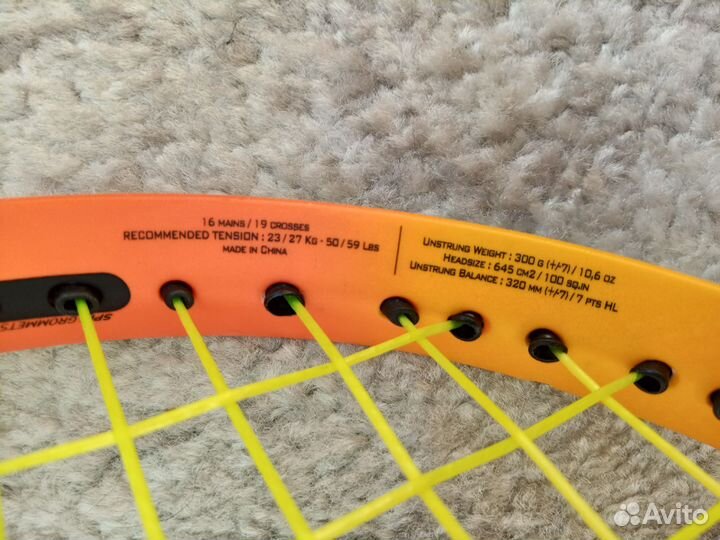 16 MAINS / 19 CROSSES
RECOMMENDED TENSION : 23 / 27 KG - 50 / 59 LBS
MADE IN CHINA
UNSTRUNG WEIGHT : 300 G (+/-7) / 10,6 OZ
HEADSIZE : 645 CM2 / 100 SQ.IN
UNSTRUNG BALANCE : 320 MM (+/-7) / 7 PTS HL
GROMMETS
Avito